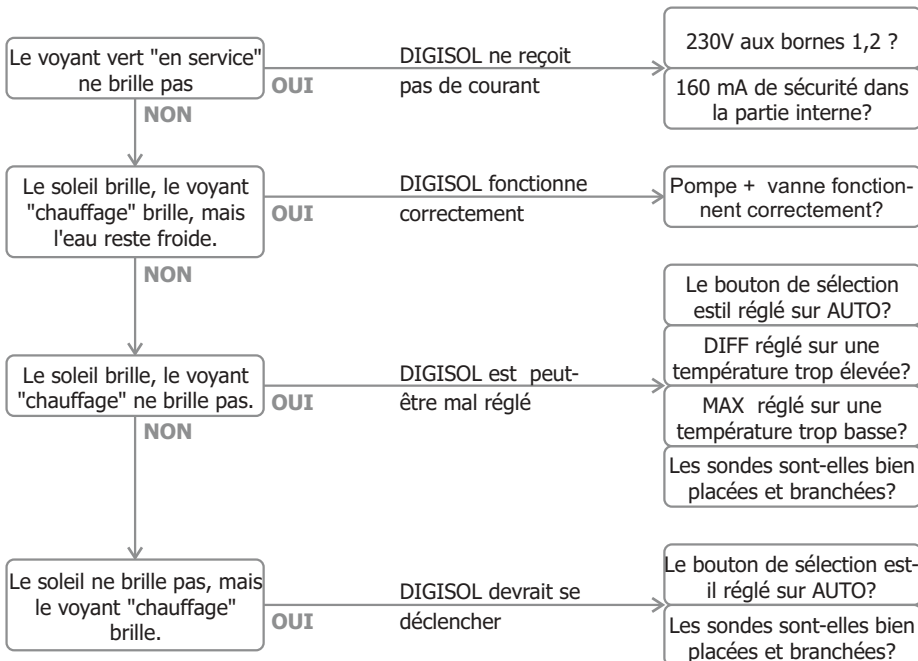 Le voyant vert "en service"
ne brille pas
OUI
NON
DIGISOL ne reçoit
pas de courant
230V aux bornes 1,2 ?
160 mA de sécurité dans
la partie interne?
Le soleil brille, le voyant
"chauffage" brille, mais
l'eau reste froide.
OUI
NON
DIGISOL fonctionne
correctement
Pompe + vanne fonction-
nent correctement?
Le soleil brille, le voyant
"chauffage" ne brille pas.
OUI
NON
DIGISOL est peut-
être mal réglé
Le bouton de sélection
estil réglé sur AUTO?
DIFF réglé sur une
température trop élevée?
MAX réglé sur une
température trop basse?
Les sondes sont-elles bien
placées et branchées?
Le soleil ne brille pas, mais
le voyant "chauffage"
brille.
OUI
DIGISOL devrait se
déclencher
Le bouton de sélection est-
il réglé sur AUTO?
Les sondes sont-elles bien
placées et branchées?